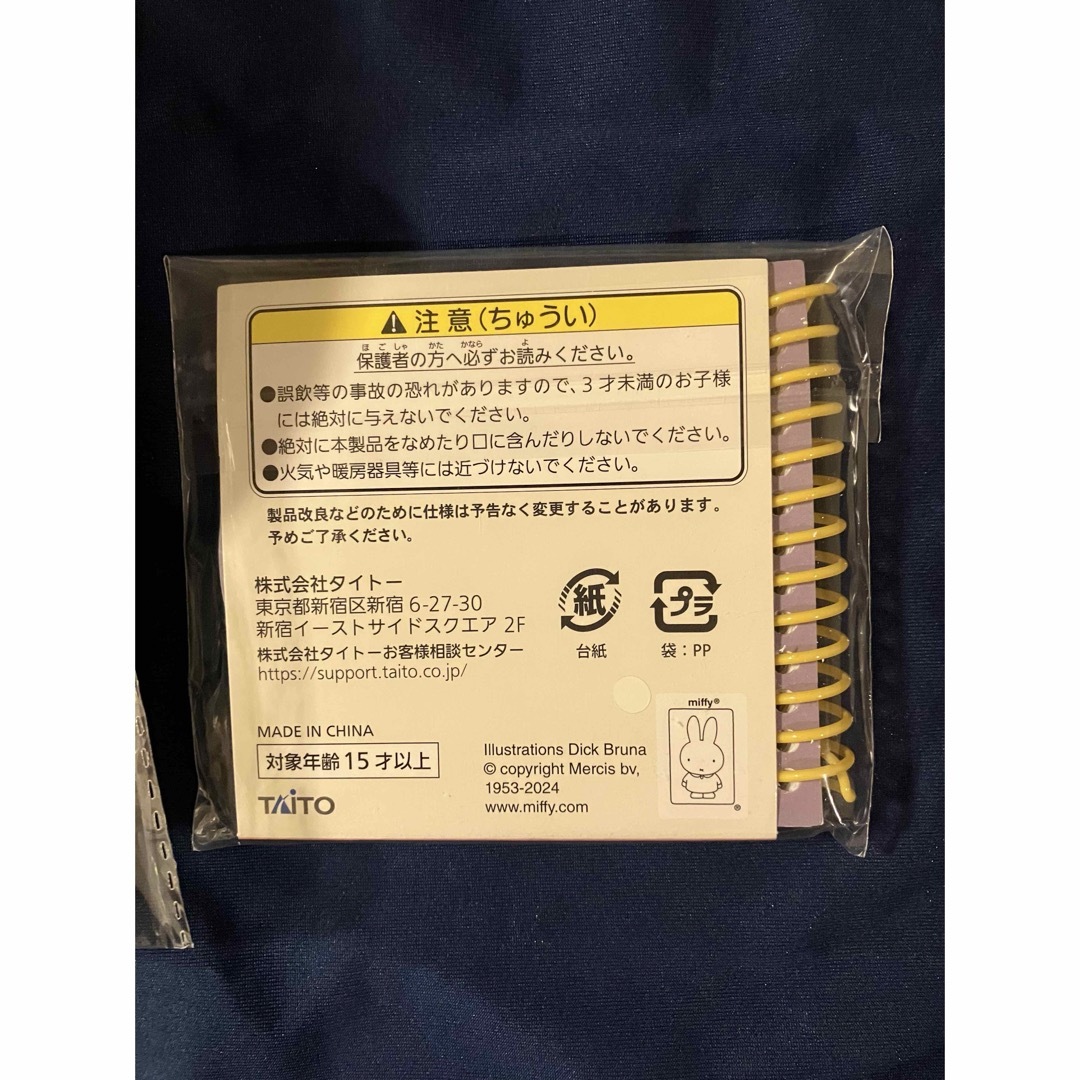 注意(ちゅうい)
保護者の方へ必ずお読みください。
ほごしゃ かた かなら よ
●誤飲等の事故の恐れがありますので、3才未満のお子様
には絶対に与えないでください。
●絶対に本製品をなめたり口に含んだりしないでください。
●火気や暖房器具等には近づけないでください。
製品改良などのために仕様は予告なく変更することがあります。
予めご了承ください。
株式会社タイトー
東京都新宿区新宿 6-27-30
新宿イーストサイドスクエア 2F
株式会社タイトーお客様相談センター
https://support.taito.co.jp/
紙
台紙
プラ
袋:PP
MADE IN CHINA
対象年齢 15 才以上
TAITO
Illustrations Dick Bruna
© copyright Mercis bv,
1953-2024
www.miffy.com
miffy®
®